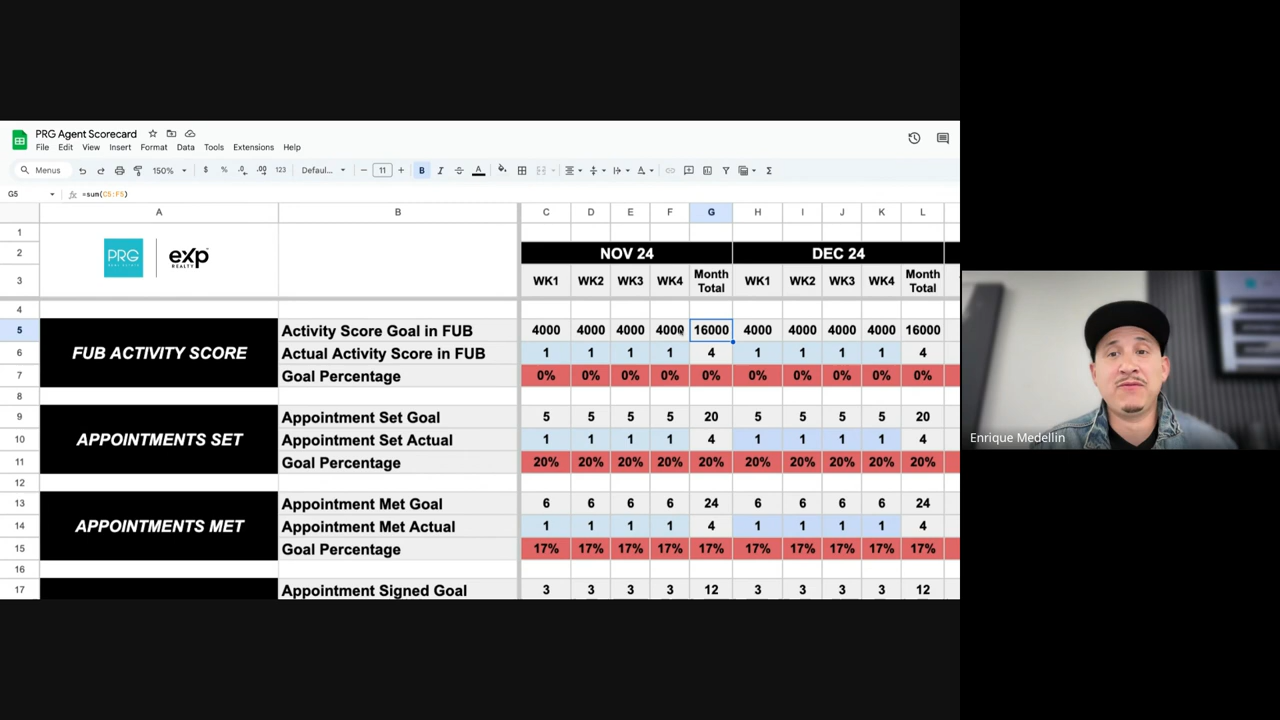 PRG Agent Scorecard
File Edit View Insert Format Data Tools Extensions Help
Menus 150% $ % .0 .00 123 Defaul... − 11 + B I A Σ
G5 fx =sum(C5:F5)
A B C D E F G H I J K L
1
2 NOV 24 DEC 24
PRG exp
REALTY
3 WK1 WK2 WK3 WK4 Month Total WK1 WK2 WK3 WK4 Month Total
4
5 Activity Score Goal in FUB 4000 4000 4000 4000 16000 4000 4000 4000 4000 16000
6 FUB ACTIVITY SCORE Actual Activity Score in FUB 1 1 1 1 4 1 1 1 1 4
7 Goal Percentage 0% 0% 0% 0% 0% 0% 0% 0% 0% 0%
8
9 Appointment Set Goal 5 5 5 5 20 5 5 5 5 20
10 APPOINTMENTS SET Appointment Set Actual 1 1 1 1 4 1 1 1 1 4
11 Goal Percentage 20% 20% 20% 20% 20% 20% 20% 20% 20% 20%
12
13 Appointment Met Goal 6 6 6 6 24 6 6 6 6 24
14 APPOINTMENTS MET Appointment Met Actual 1 1 1 1 4 1 1 1 1 4
15 Goal Percentage 17% 17% 17% 17% 17% 17% 17% 17% 17% 17%
16
17 Appointment Signed Goal 3 3 3 3 12 3 3 3 3 12
Enrique Medellin